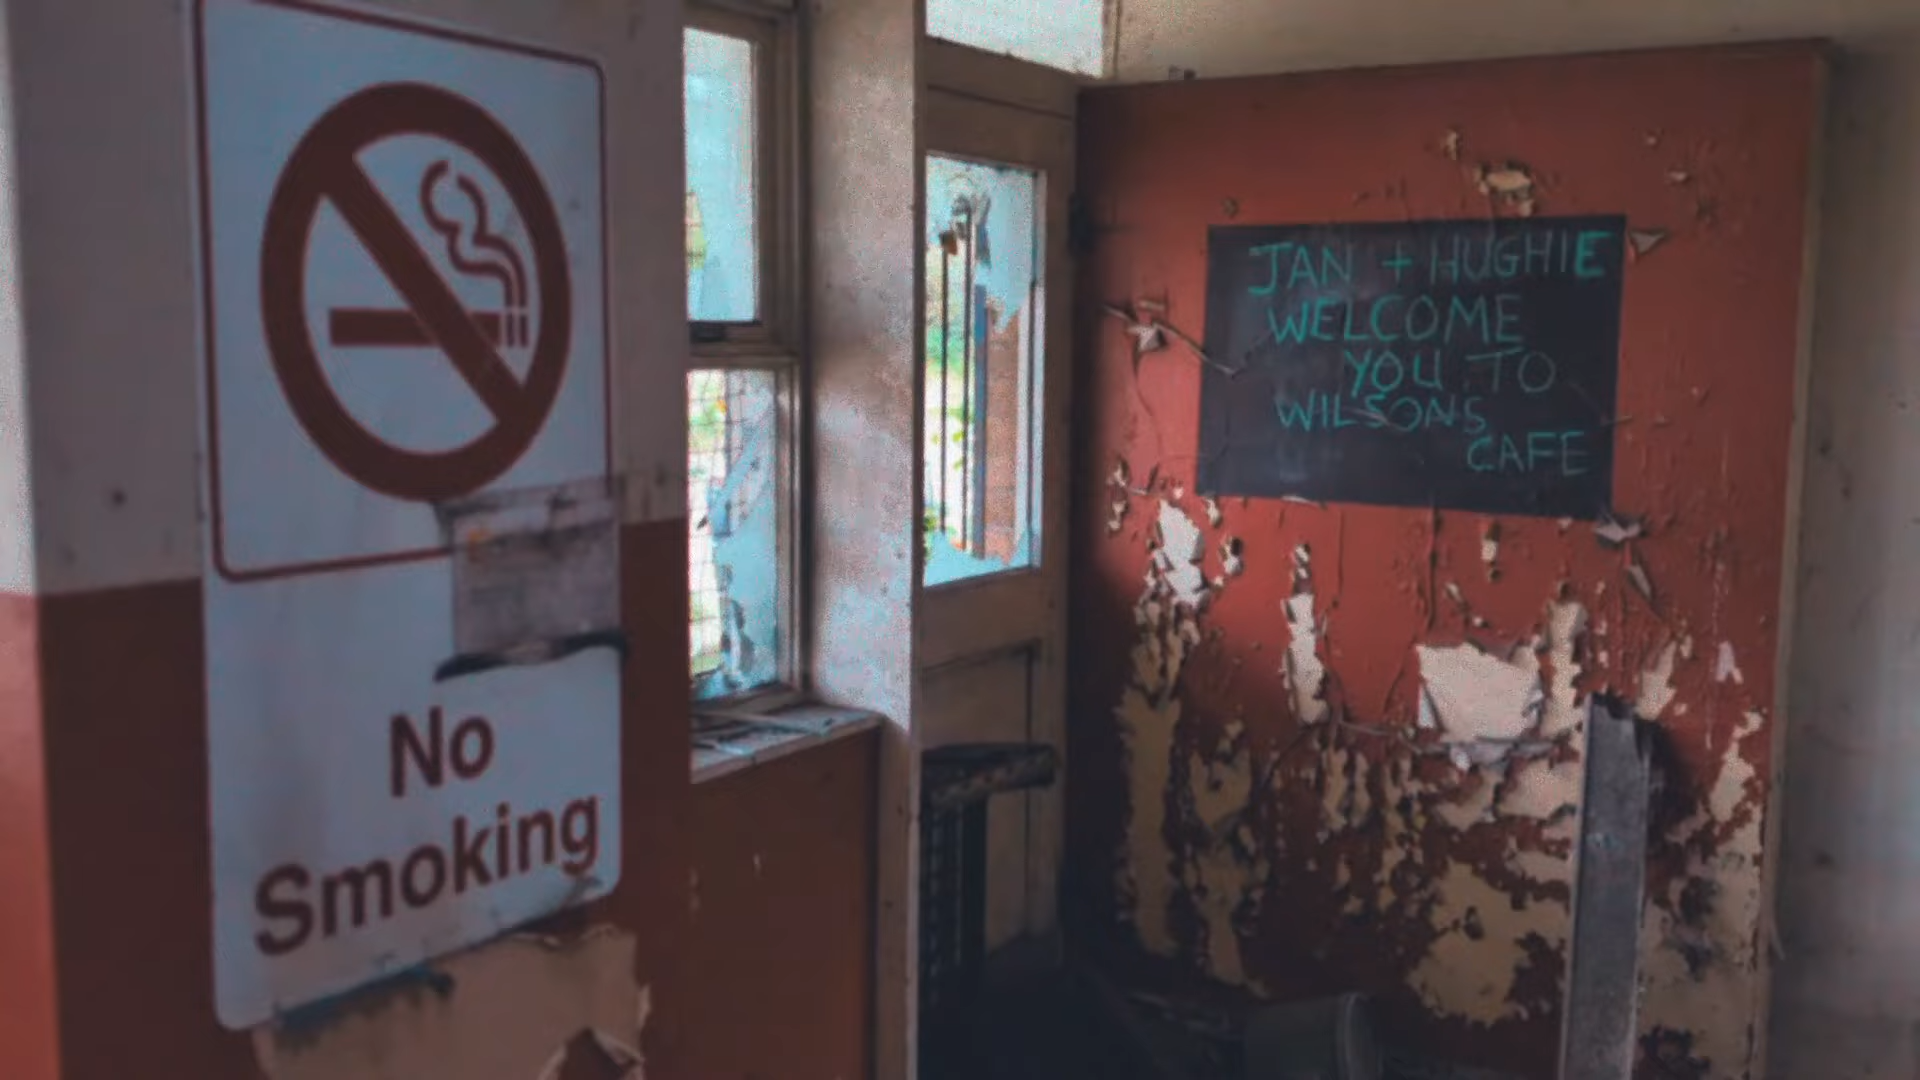 No
Smoking
JAN + HUGHIE
WELCOME
YOU TO
WILSONS
CAFE